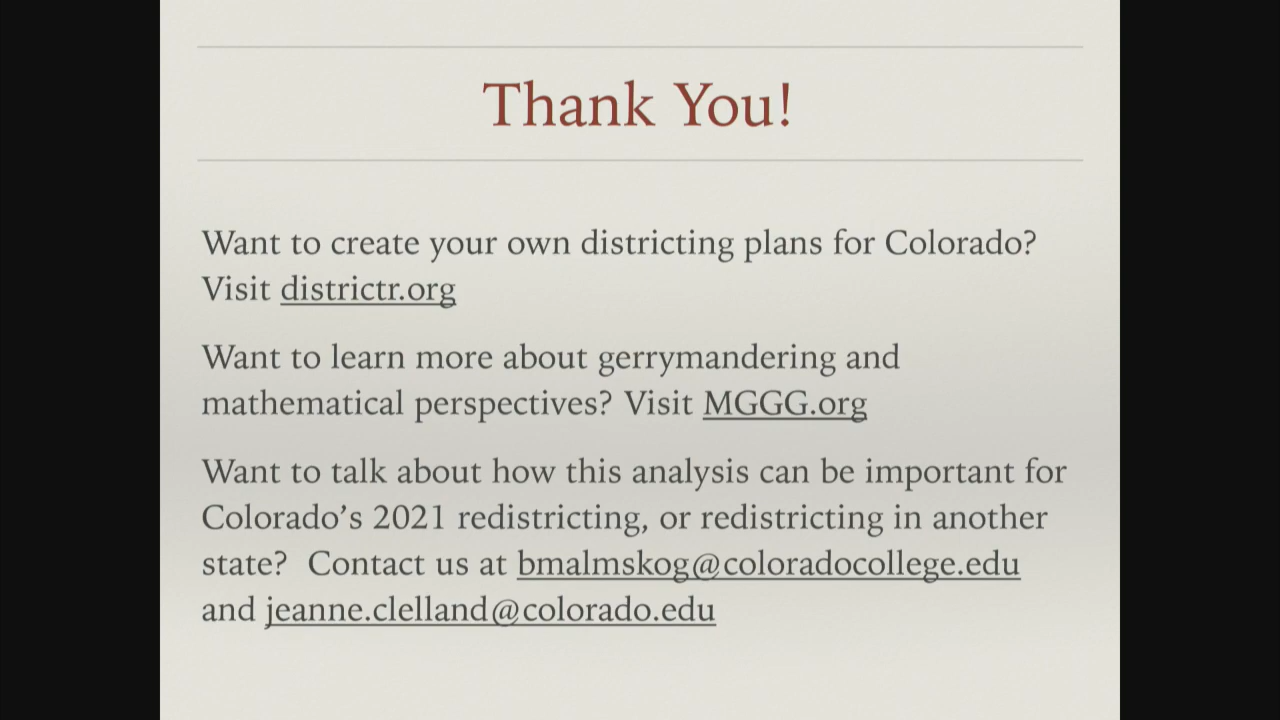 Thank You!
Want to create your own districting plans for Colorado?
Visit districtr.org
Want to learn more about gerrymandering and
mathematical perspectives? Visit MGGG.org
Want to talk about how this analysis can be important for
Colorado’s 2021 redistricting, or redistricting in another
state?  Contact us at bmalmskog@coloradocollege.edu
and jeanne.clelland@colorado.edu